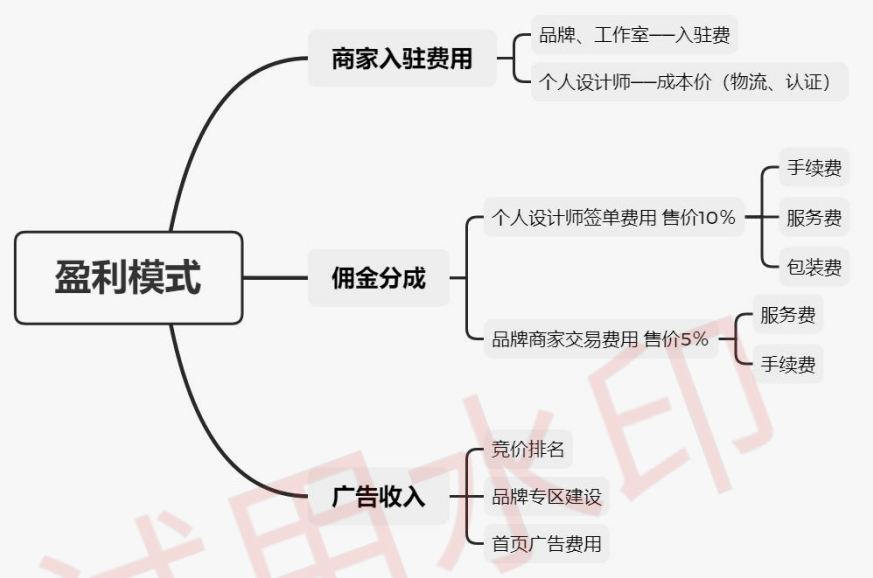 盈利模式
商家入驻费用
品牌、工作室——入驻费
个人设计师——成本价（物流、认证）
佣金分成
个人设计师签单费用 售价10%
手续费
服务费
包装费
品牌商家交易费用 售价5%
服务费
手续费
广告收入
竞价排名
品牌专区建设
首页广告费用
试用水印